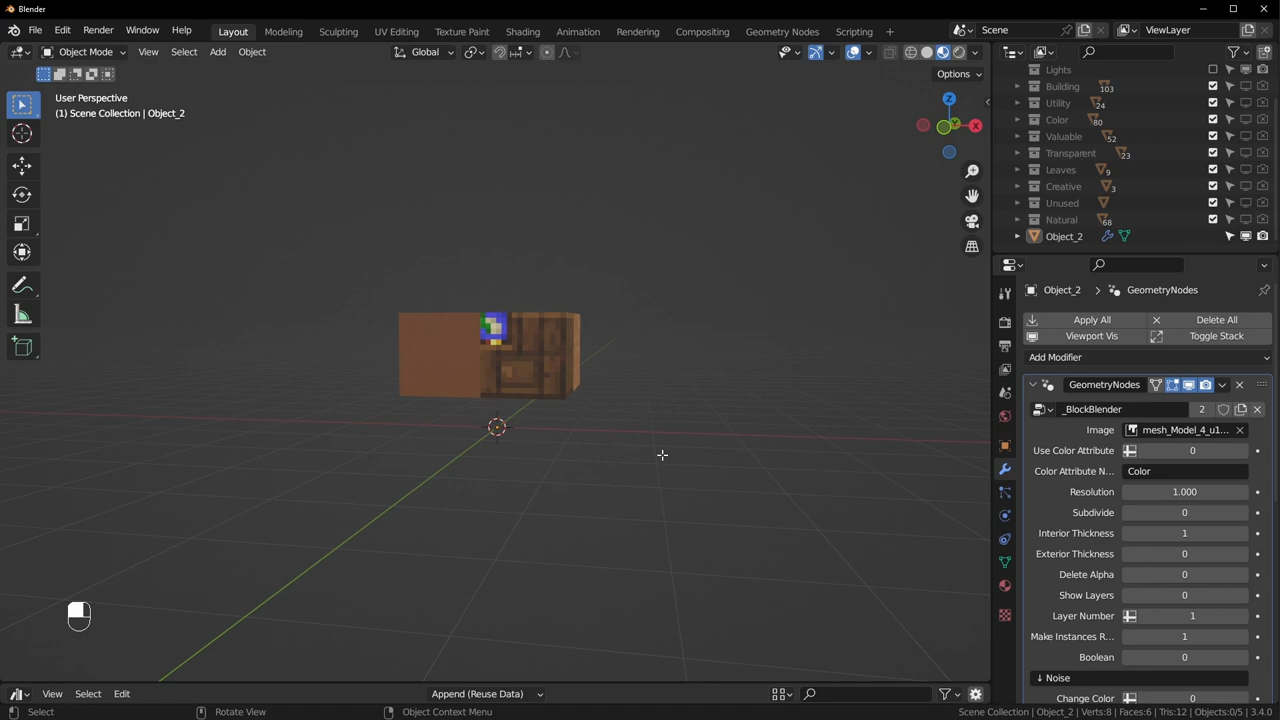 Blender
File Edit Render Window Help Layout Modeling Sculpting UV Editing Texture Paint Shading Animation Rendering Compositing Geometry Nodes Scripting + Scene ViewLayer
Object Mode View Select Add Object Global
Options
User Perspective
(1) Scene Collection | Object_2
Z
X
Y
Lights
Building 103
Utility 24
Color 80
Valuable 52
Transparent 23
Leaves 9
Creative 3
Unused
Natural 68
Object_2
Object_2 > GeometryNodes
Apply All Delete All
Viewport Vis Toggle Stack
Add Modifier
GeometryNodes
_BlockBlender 2
Image mesh_Model_4_u1...
Use Color Attribute 0
Color Attribute N... Color
Resolution 1.000
Subdivide 0
Interior Thickness 1
Exterior Thickness 0
Delete Alpha 0
Show Layers 0
Layer Number 1
Make Instances R... 1
Boolean 0
↓ Noise
Change Color 0
View Select Edit Append (Reuse Data)
Select Rotate View Object Context Menu Scene Collection | Object_2 | Verts:8 | Faces:6 | Tris:12 | Objects:0/5 | 3.4.0